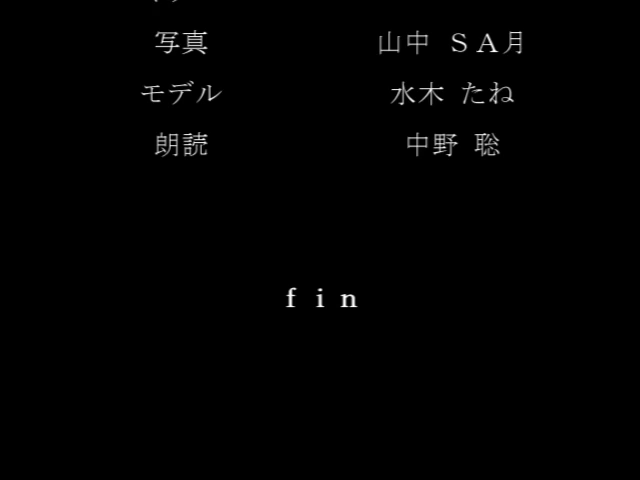 写真 山中 ＳＡ月
モデル 水木 たね
朗読 中野 聡
ｆｉｎ